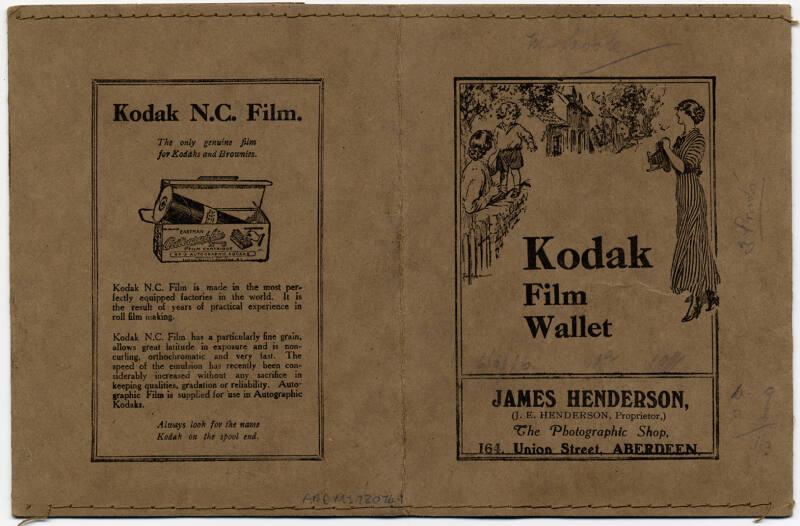 Kodak N.C. Film.
The only genuine film
for Kodaks and Brownies.
EASTMAN
Autographic
FILM CARTRIDGE
Kodak N.C. Film is made in the most per-
fectly equipped factories in the world. It is
the result of years of practical experience in
roll film making.
Kodak N.C. Film has a particularly fine grain,
allows great latitude in exposure and is non-
curling, orthochromatic and very fast. The
speed of the emulsion has recently been con-
siderably increased without any sacrifice in
keeping qualities, gradation or reliability. Auto-
graphic Film is supplied for use in Autographic
Kodaks.
Always look for the name
Kodak on the spool end.
Kodak
Film
Wallet
JAMES HENDERSON,
(J. E. HENDERSON, Proprietor,)
The Photographic Shop,
164, Union Street, ABERDEEN.